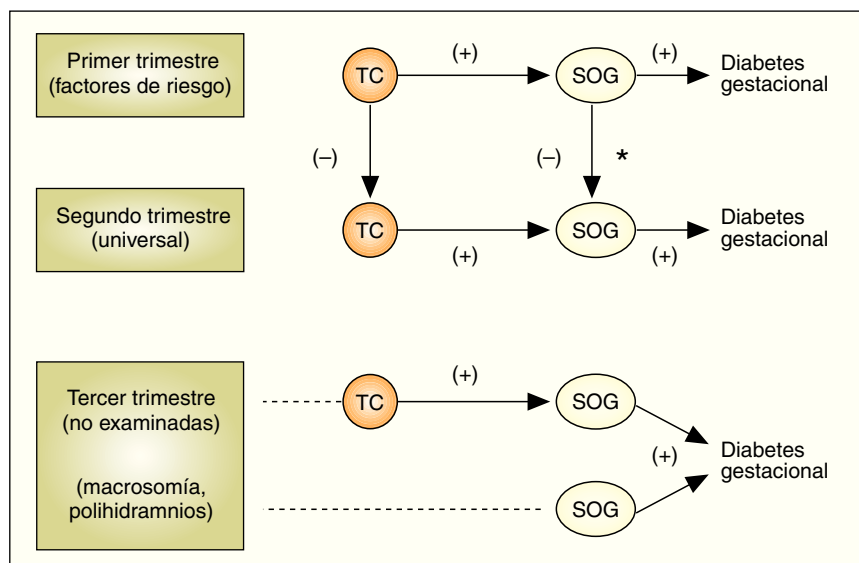 Primer trimestre
(factores de riesgo)
TC
(+)
SOG
(+)
Diabetes
gestacional
(–)
(–)
*
Segundo trimestre
(universal)
TC
(+)
SOG
(+)
Diabetes
gestacional
Tercer trimestre
(no examinadas)
TC
(+)
SOG
(macrosomía,
polihidramnios)
SOG
(+)
Diabetes
gestacional